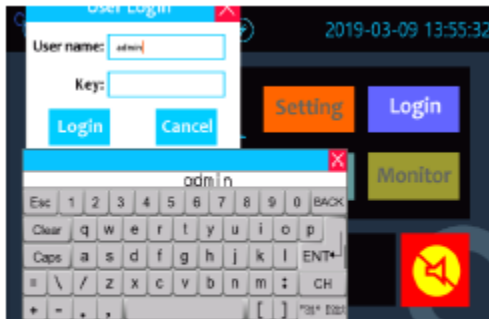 User Login
2019-03-09 13:55:32
User name: admin
Key:
Login
Cancel
Setting
Login
Monitor
admin
Esc 1 2 3 4 5 6 7 8 9 0 BACK
Clear q w e r t y u i o p
Caps a s d f g h j k l ENT
= \ / z x c v b n m : CH
+ - . , [ ]